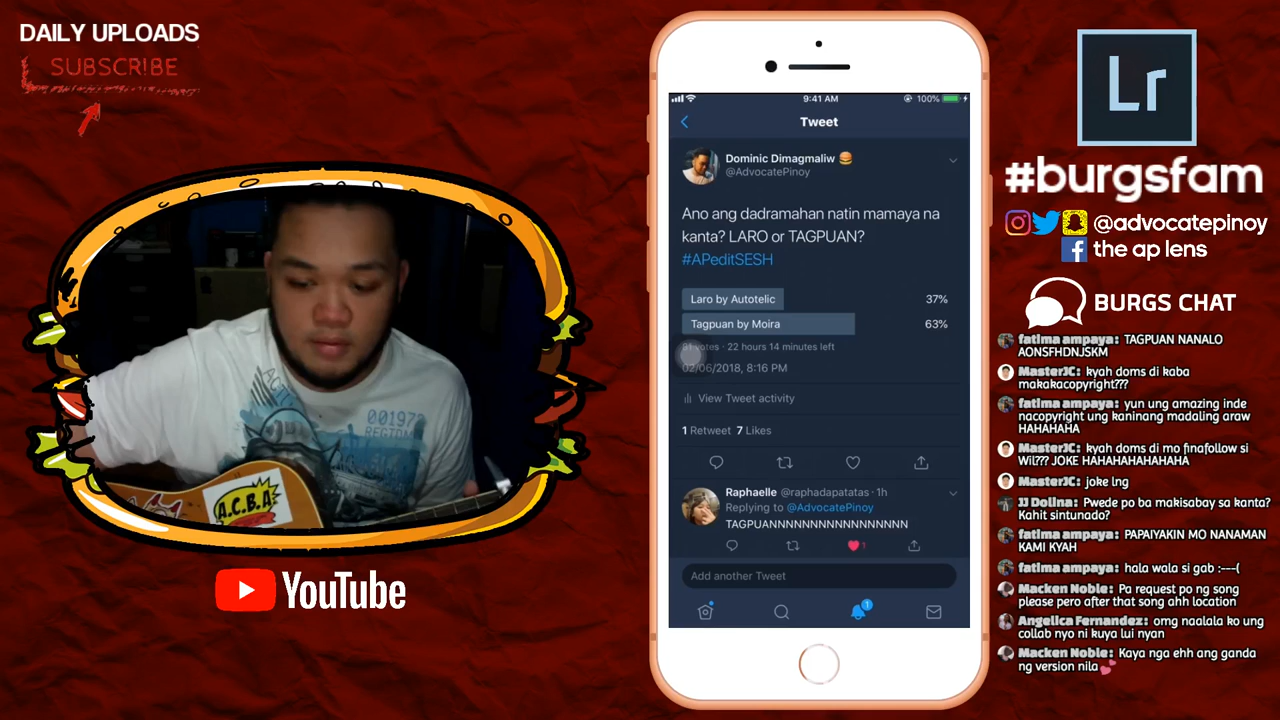 DAILY UPLOADS
SUBSCRIBE
001972
REGION
A.C.B.A
YouTube
9:41 AM
100%
Tweet
Dominic Dimagmaliw 🍔
@AdvocatePinoy
Ano ang dadramahan natin mamaya na
kanta? LARO or TAGPUAN?
#APeditSESH
Laro by Autotelic 37%
Tagpuan by Moira 63%
votes · 22 hours 14 minutes left
02/06/2018, 8:16 PM
View Tweet activity
1 Retweet 7 Likes
Raphaelle @raphadapatatas · 1h
Replying to @AdvocatePinoy
TAGPUANNNNNNNNNNNNNNNNNN
1
Add another Tweet
1
Lr
#burgsfam
@advocatepinoy
the ap lens
BURGS CHAT
fatima ampaya: TAGPUAN NANALO
AONSFHDNJSKM
MasterJC: kyah doms di kaba
makakacopyright???
fatima ampaya: yun ung amazing inde
nacopyright ung kaninang madaling araw
HAHAHAHA
MasterJC: kyah doms di mo finafollow si
Wil??? JOKE HAHAHAHAHAHAHA
MasterJC: joke lng
JJ Dolina: Pwede po ba makisabay sa kanta?
Kahit sintunado?
fatima ampaya: PAPAIYAKIN MO NANAMAN
KAMI KYAH
fatima ampaya: hala wala si gab :---(
Macken Noble: Pa request po ng song
please pero after that song ahh location
Angelica Fernandez: omg naalala ko ung
collab nyo ni kuya lui nyan
Macken Noble: Kaya nga ehh ang ganda
ng version nila💕